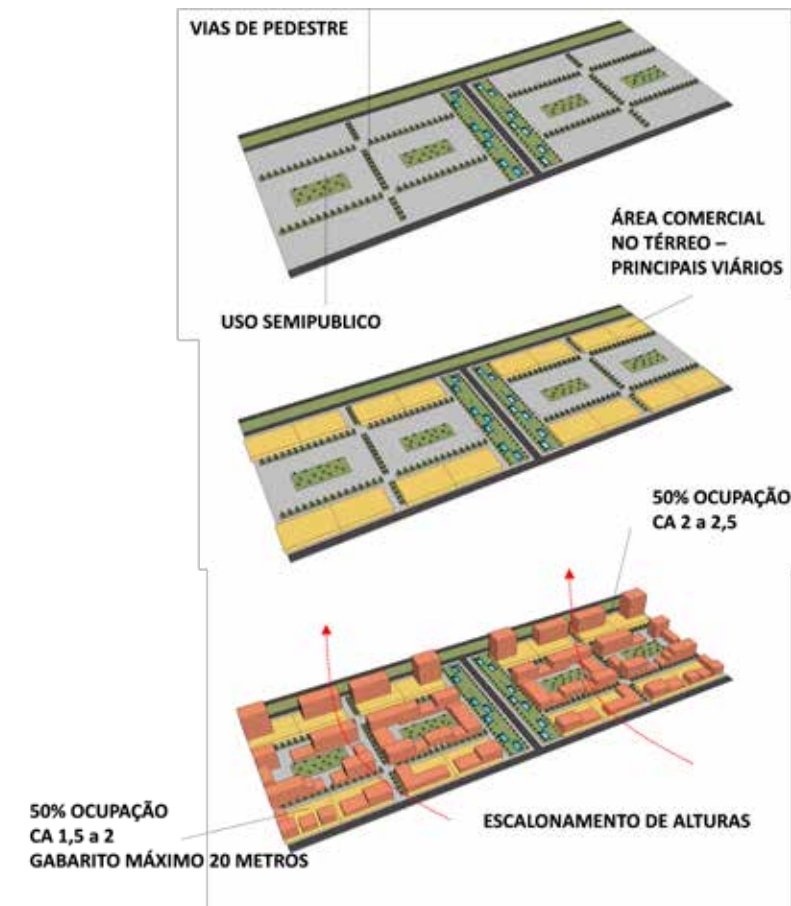 VIAS DE PEDESTRE
ÁREA COMERCIAL
NO TÉRREO –
PRINCIPAIS VIÁRIOS
USO SEMIPUBLICO
50% OCUPAÇÃO
CA 2 a 2,5
50% OCUPAÇÃO
CA 1,5 a 2
GABARITO MÁXIMO 20 METROS
ESCALONAMENTO DE ALTURAS